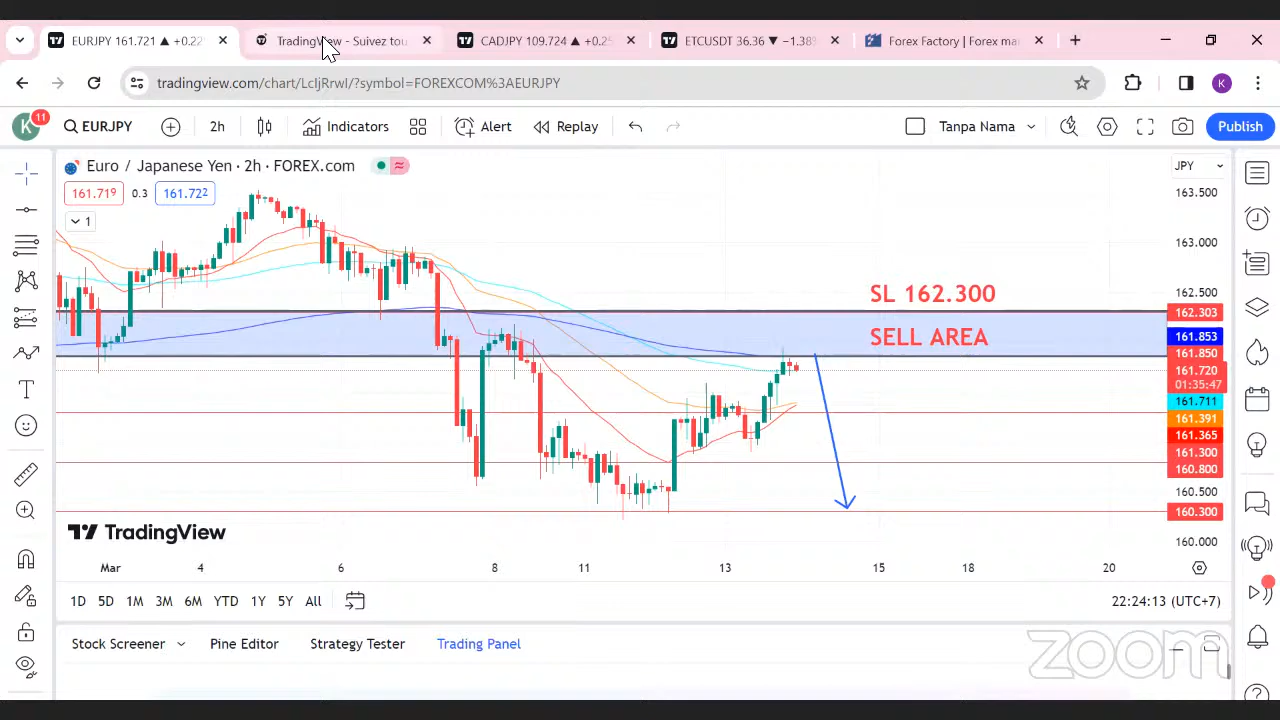 EURJPY 161.721 ▲ +0.22
TradingView - Suivez tou
CADJPY 109.724 ▲ +0.25
ETCUSDT 36.36 ▼ −1.38%
Forex Factory | Forex ma
tradingview.com/chart/LcIjRrwI/?symbol=FOREXCOM%3AEURJPY
K
K
11
EURJPY
2h
Indicators
Alert
Replay
Tanpa Nama
Publish
Euro / Japanese Yen · 2h · FOREX.com
JPY
161.719
0.3
161.722
1
163.500
163.000
162.500
SL 162.300
162.303
SELL AREA
161.853
161.850
161.720
01:35:47
161.711
161.391
161.365
161.300
160.800
160.500
160.300
160.000
TradingView
Mar
4
6
8
11
13
15
18
20
1D
5D
1M
3M
6M
YTD
1Y
5Y
All
22:24:13 (UTC+7)
Stock Screener
Pine Editor
Strategy Tester
Trading Panel
zoom